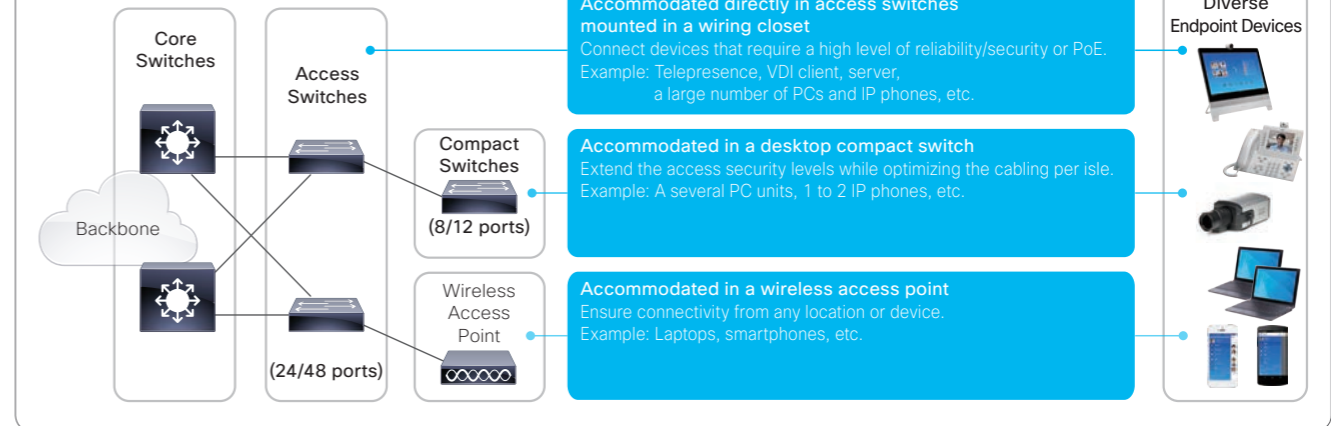 Core
Switches
Backbone
Access
Switches
(24/48 ports)
Compact
Switches
(8/12 ports)
Wireless
Access
Point
Accommodated directly in access switches
mounted in a wiring closet
Connect devices that require a high level of reliability/security or PoE.
Example: Telepresence, VDI client, server,
a large number of PCs and IP phones, etc.
Accommodated in a desktop compact switch
Extend the access security levels while optimizing the cabling per isle.
Example: A several PC units, 1 to 2 IP phones, etc.
Accommodated in a wireless access point
Ensure connectivity from any location or device.
Example: Laptops, smartphones, etc.
Diverse
Endpoint Devices